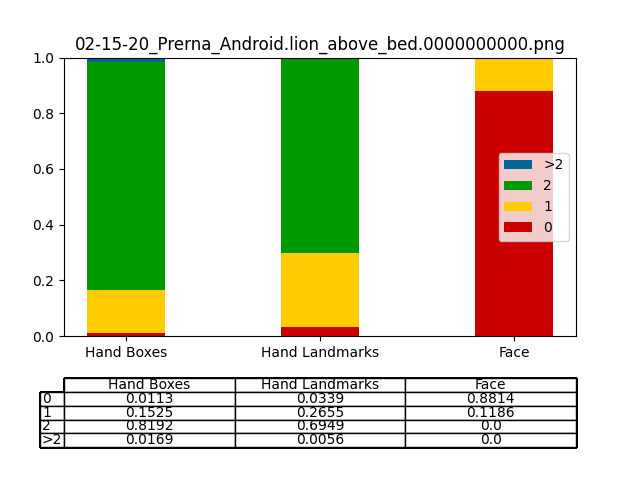 02-15-20_Prerna_Android.lion_above_bed.0000000000.png
1.0
0.8
0.6
0.4
0.2
0.0
>2
2
1
0
Hand Boxes Hand Landmarks Face
Hand Boxes Hand Landmarks Face
0 0.0113 0.0339 0.8814
1 0.1525 0.2655 0.1186
2 0.8192 0.6949 0.0
>2 0.0169 0.0056 0.0